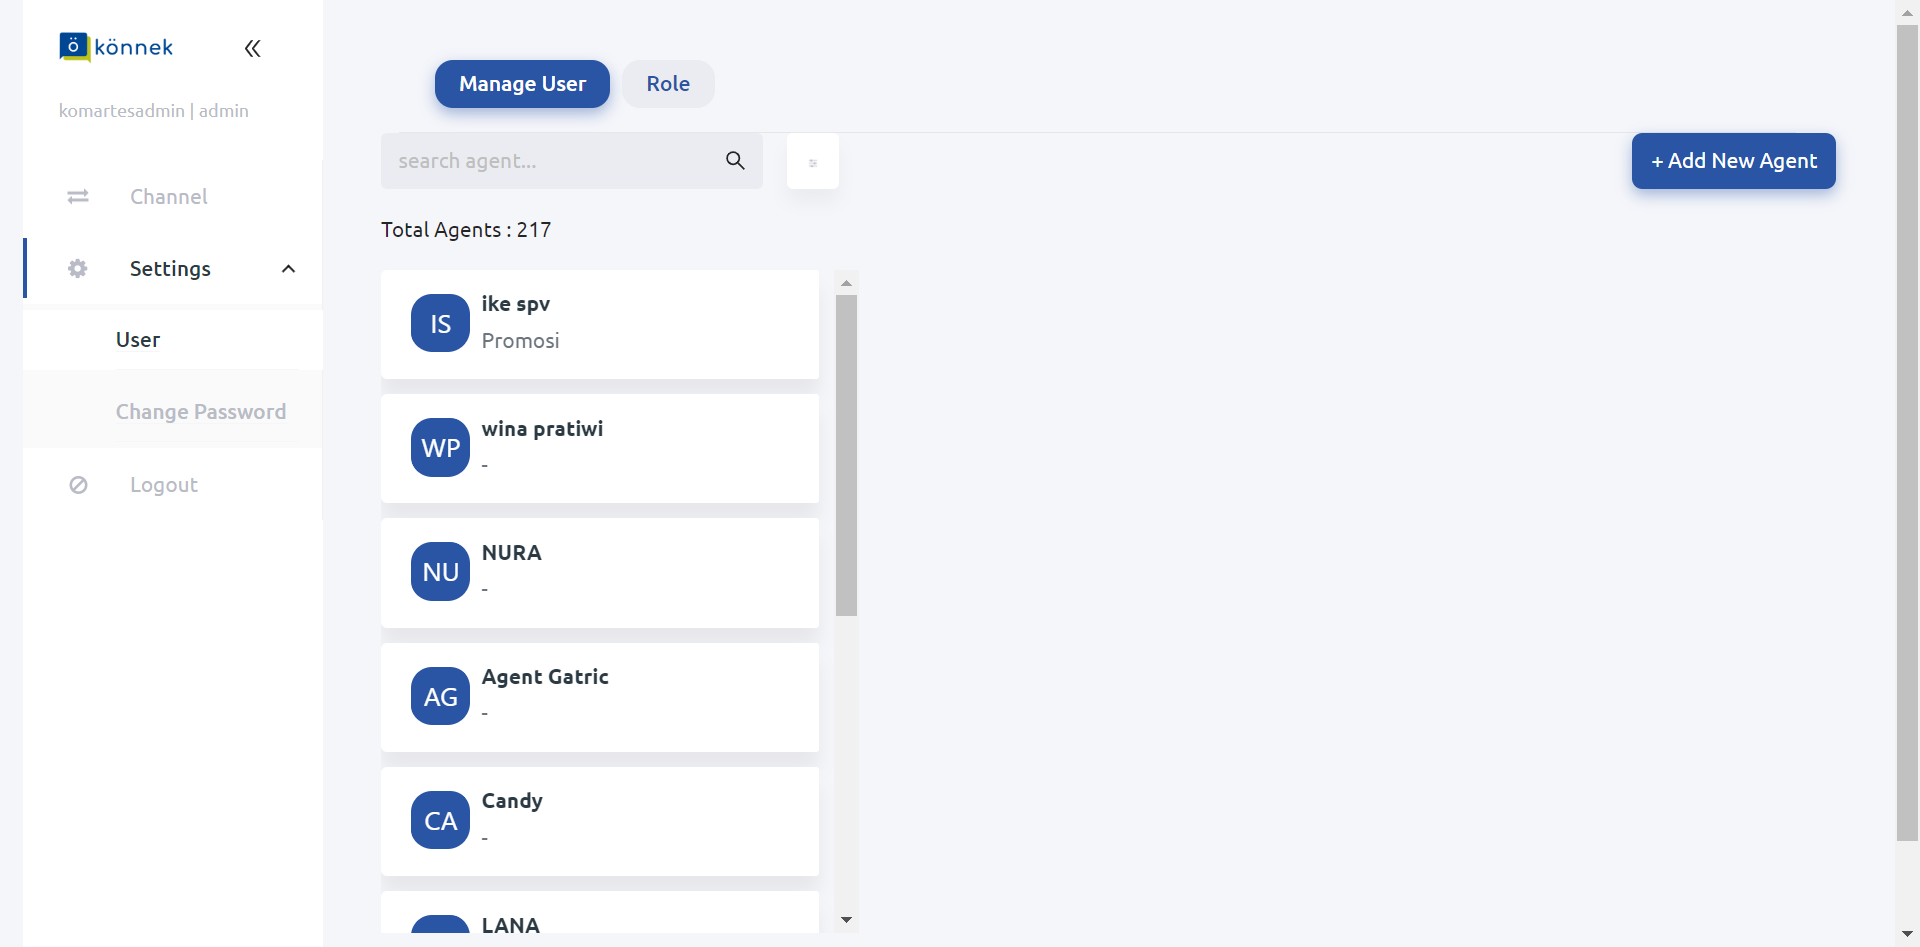 ö könnek
komartesadmin | admin
Channel
Settings
User
Change Password
Logout
Manage User
Role
search agent...
+ Add New Agent
Total Agents : 217
IS
ike spv
Promosi
WP
wina pratiwi
-
NU
NURA
-
AG
Agent Gatric
-
CA
Candy
-
LANA